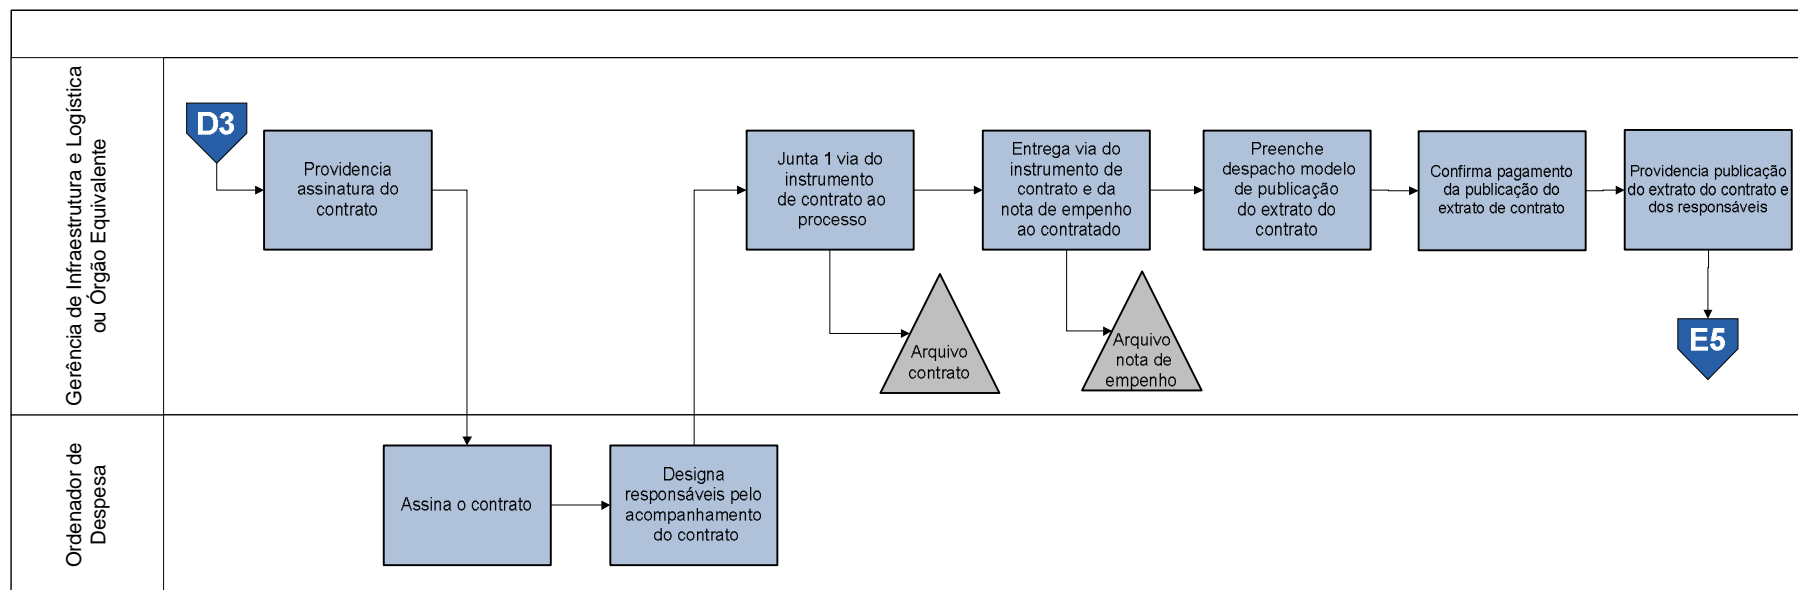 Gerência de Infraestrutura e Logística
ou Órgão Equivalente
D3
Providencia
assinatura do
contrato
Junta 1 via do
instrumento
de contrato ao
processo
Entrega via do
instrumento de
contrato e da
nota de empenho
ao contratado
Preenche
despacho modelo
de publicação
do extrato do
contrato
Confirma pagamento
da publicação do
extrato de contrato
Providencia publicação
do extrato do contrato e
dos responsáveis
Arquivo
contrato
Arquivo
nota de
empenho
E5
Ordenador de
Despesa
Assina o contrato
Designa
responsáveis pelo
acompanhamento
do contrato